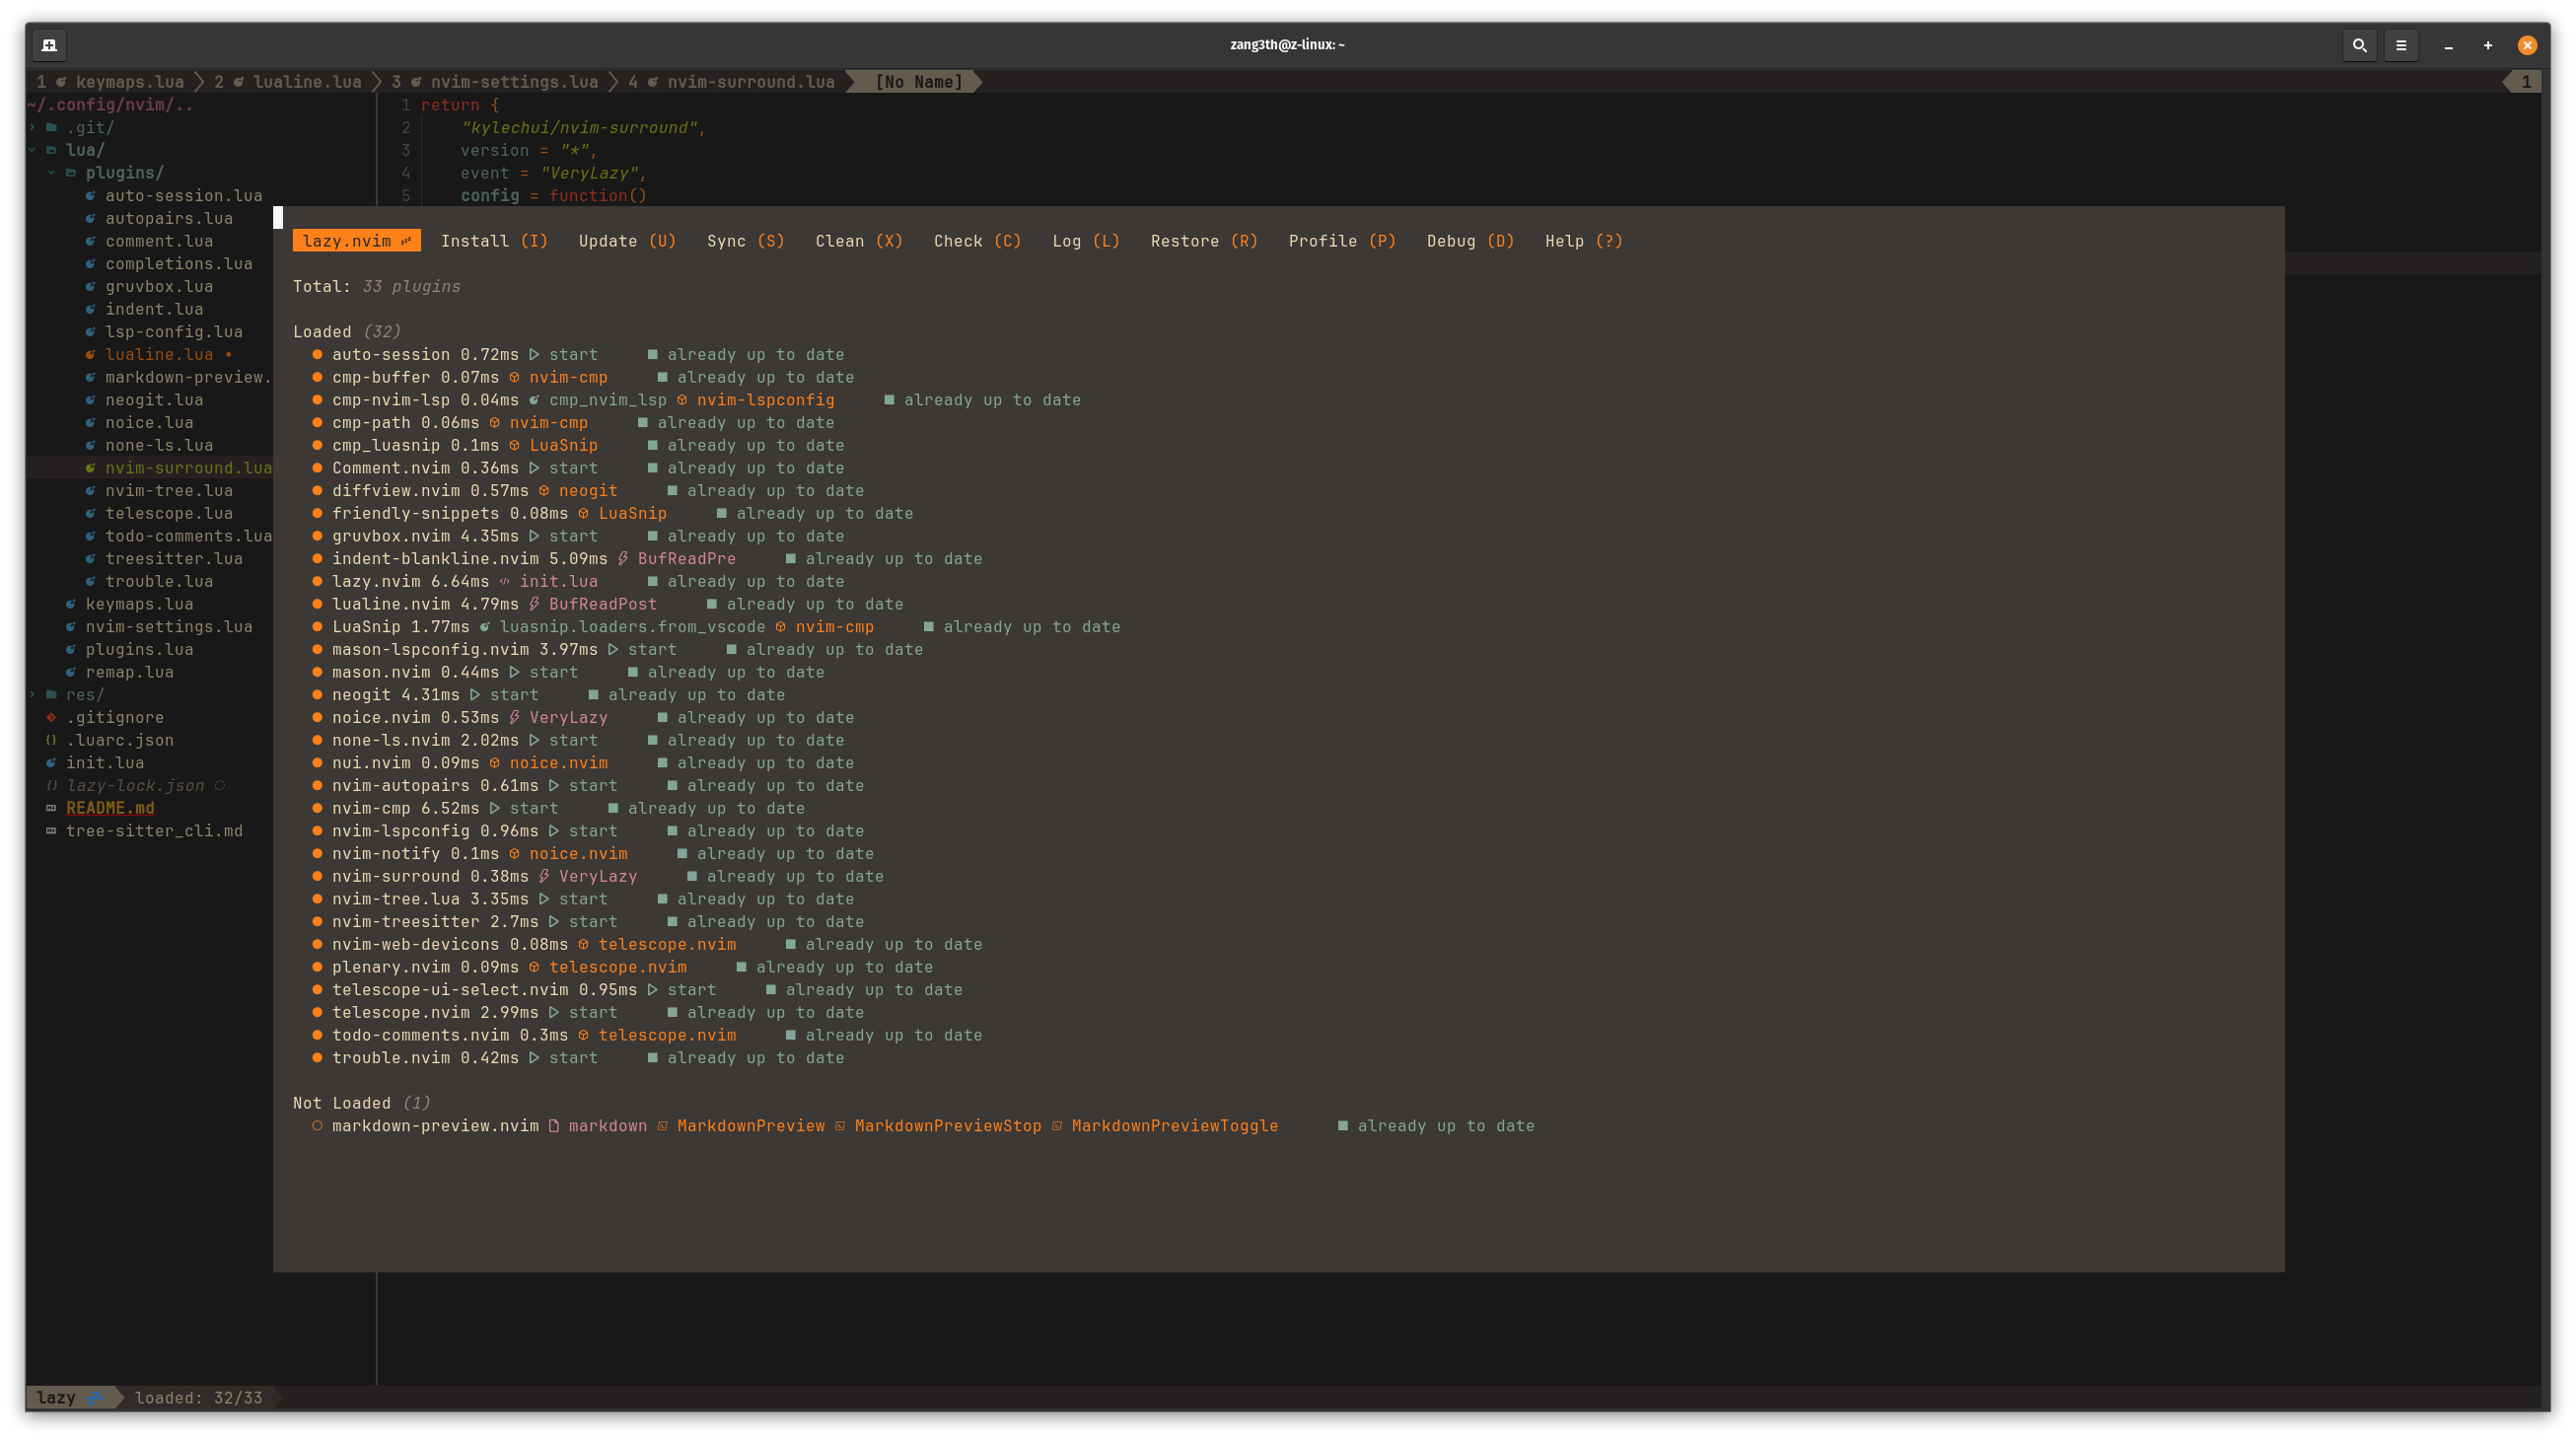 zang3th@z-linux: ~
1 keymaps.lua 2 lualine.lua 3 nvim-settings.lua 4 nvim-surround.lua [No Name] 1
~/.config/nvim/..
.git/
lua/
plugins/
auto-session.lua
autopairs.lua
comment.lua
completions.lua
gruvbox.lua
indent.lua
lsp-config.lua
lualine.lua
markdown-preview.
neogit.lua
noice.lua
none-ls.lua
nvim-surround.lua
nvim-tree.lua
telescope.lua
todo-comments.lua
treesitter.lua
trouble.lua
keymaps.lua
nvim-settings.lua
plugins.lua
remap.lua
res/
.gitignore
.luarc.json
init.lua
lazy-lock.json
README.md
tree-sitter_cli.md
1 return {
2 "kylechui/nvim-surround",
3 version = "*",
4 event = "VeryLazy",
5 config = function()
lazy.nvim Install (I) Update (U) Sync (S) Clean (X) Check (C) Log (L) Restore (R) Profile (P) Debug (D) Help (?)
Total: 33 plugins
Loaded (32)
auto-session 0.72ms start already up to date
cmp-buffer 0.07ms nvim-cmp already up to date
cmp-nvim-lsp 0.04ms cmp_nvim_lsp nvim-lspconfig already up to date
cmp-path 0.06ms nvim-cmp already up to date
cmp_luasnip 0.1ms LuaSnip already up to date
Comment.nvim 0.36ms start already up to date
diffview.nvim 0.57ms neogit already up to date
friendly-snippets 0.08ms LuaSnip already up to date
gruvbox.nvim 4.35ms start already up to date
indent-blankline.nvim 5.09ms BufReadPre already up to date
lazy.nvim 6.64ms init.lua already up to date
lualine.nvim 4.79ms BufReadPost already up to date
LuaSnip 1.77ms luasnip.loaders.from_vscode nvim-cmp already up to date
mason-lspconfig.nvim 3.97ms start already up to date
mason.nvim 0.44ms start already up to date
neogit 4.31ms start already up to date
noice.nvim 0.53ms VeryLazy already up to date
none-ls.nvim 2.02ms start already up to date
nui.nvim 0.09ms noice.nvim already up to date
nvim-autopairs 0.61ms start already up to date
nvim-cmp 6.52ms start already up to date
nvim-lspconfig 0.96ms start already up to date
nvim-notify 0.1ms noice.nvim already up to date
nvim-surround 0.38ms VeryLazy already up to date
nvim-tree.lua 3.35ms start already up to date
nvim-treesitter 2.7ms start already up to date
nvim-web-devicons 0.08ms telescope.nvim already up to date
plenary.nvim 0.09ms telescope.nvim already up to date
telescope-ui-select.nvim 0.95ms start already up to date
telescope.nvim 2.99ms start already up to date
todo-comments.nvim 0.3ms telescope.nvim already up to date
trouble.nvim 0.42ms start already up to date
Not Loaded (1)
markdown-preview.nvim markdown MarkdownPreview MarkdownPreviewStop MarkdownPreviewToggle already up to date
lazy loaded: 32/33